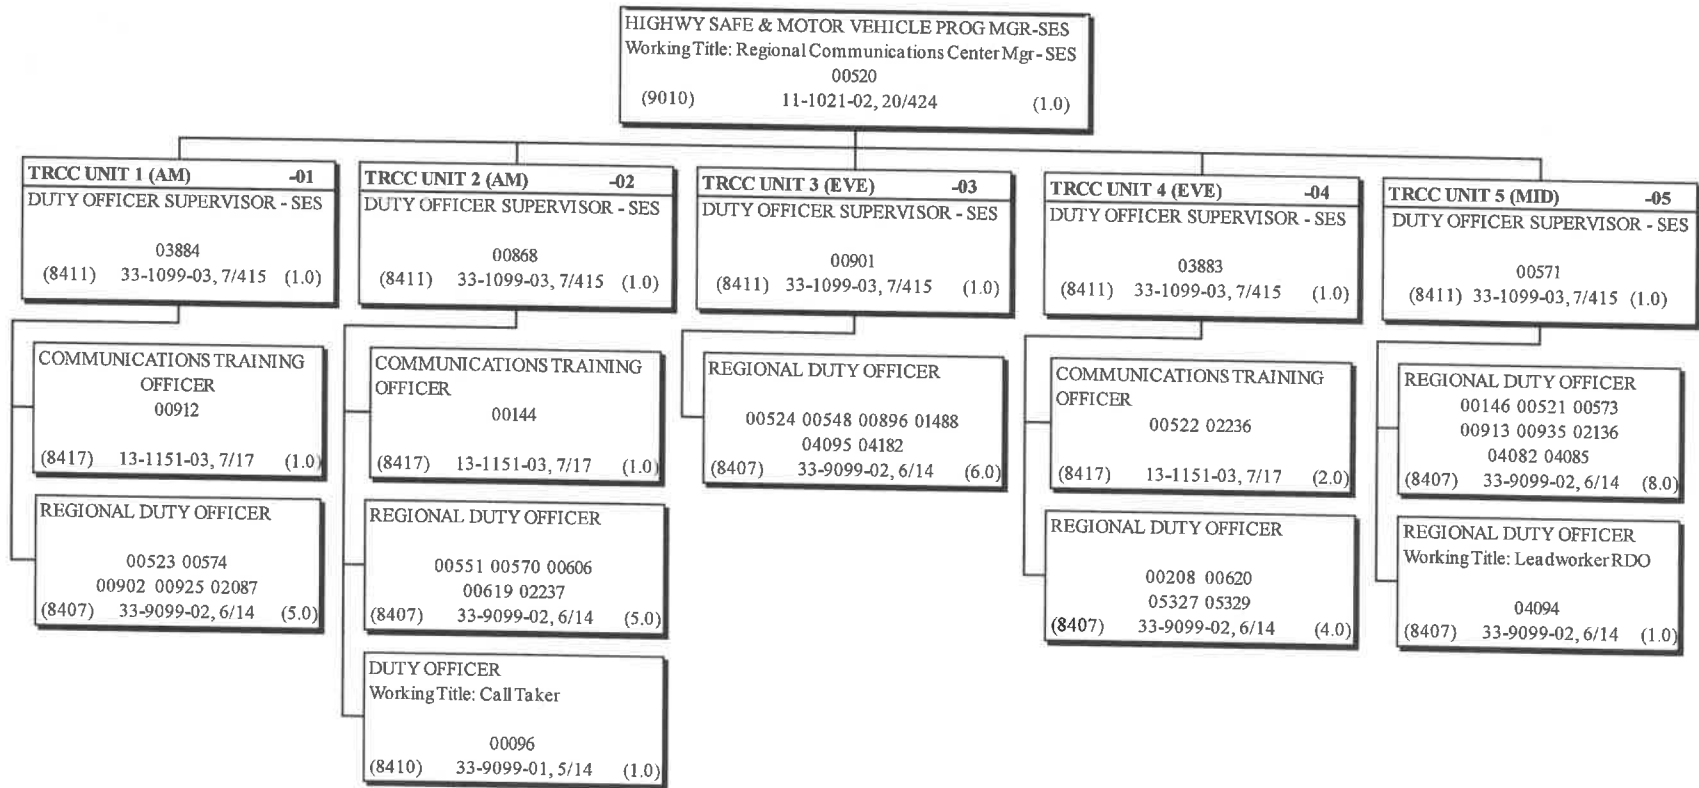 HIGHWY SAFE & MOTOR VEHICLE PROG MGR-SES
Working Title: Regional Communications Center Mgr - SES
00520
(9010) 11-1021-02, 20/424 (1.0)
TRCC UNIT 1 (AM) -01
DUTY OFFICER SUPERVISOR - SES
03884
(8411) 33-1099-03, 7/415 (1.0)
COMMUNICATIONS TRAINING
OFFICER
00912
(8417) 13-1151-03, 7/17 (1.0)
REGIONAL DUTY OFFICER
00523 00574
00902 00925 02087
(8407) 33-9099-02, 6/14 (5.0)
TRCC UNIT 2 (AM) -02
DUTY OFFICER SUPERVISOR - SES
00868
(8411) 33-1099-03, 7/415 (1.0)
COMMUNICATIONS TRAINING
OFFICER
00144
(8417) 13-1151-03, 7/17 (1.0)
REGIONAL DUTY OFFICER
00551 00570 00606
00619 02237
(8407) 33-9099-02, 6/14 (5.0)
DUTY OFFICER
Working Title: Call Taker
00096
(8410) 33-9099-01, 5/14 (1.0)
TRCC UNIT 3 (EVE) -03
DUTY OFFICER SUPERVISOR - SES
00901
(8411) 33-1099-03, 7/415 (1.0)
REGIONAL DUTY OFFICER
00524 00548 00896 01488
04095 04182
(8407) 33-9099-02, 6/14 (6.0)
TRCC UNIT 4 (EVE) -04
DUTY OFFICER SUPERVISOR - SES
03883
(8411) 33-1099-03, 7/415 (1.0)
COMMUNICATIONS TRAINING
OFFICER
00522 02236
(8417) 13-1151-03, 7/17 (2.0)
REGIONAL DUTY OFFICER
00208 00620
05327 05329
(8407) 33-9099-02, 6/14 (4.0)
TRCC UNIT 5 (MID) -05
DUTY OFFICER SUPERVISOR - SES
00571
(8411) 33-1099-03, 7/415 (1.0)
REGIONAL DUTY OFFICER
00146 00521 00573
00913 00935 02136
04082 04085
(8407) 33-9099-02, 6/14 (8.0)
REGIONAL DUTY OFFICER
Working Title: Leadworker RDO
04094
(8407) 33-9099-02, 6/14 (1.0)